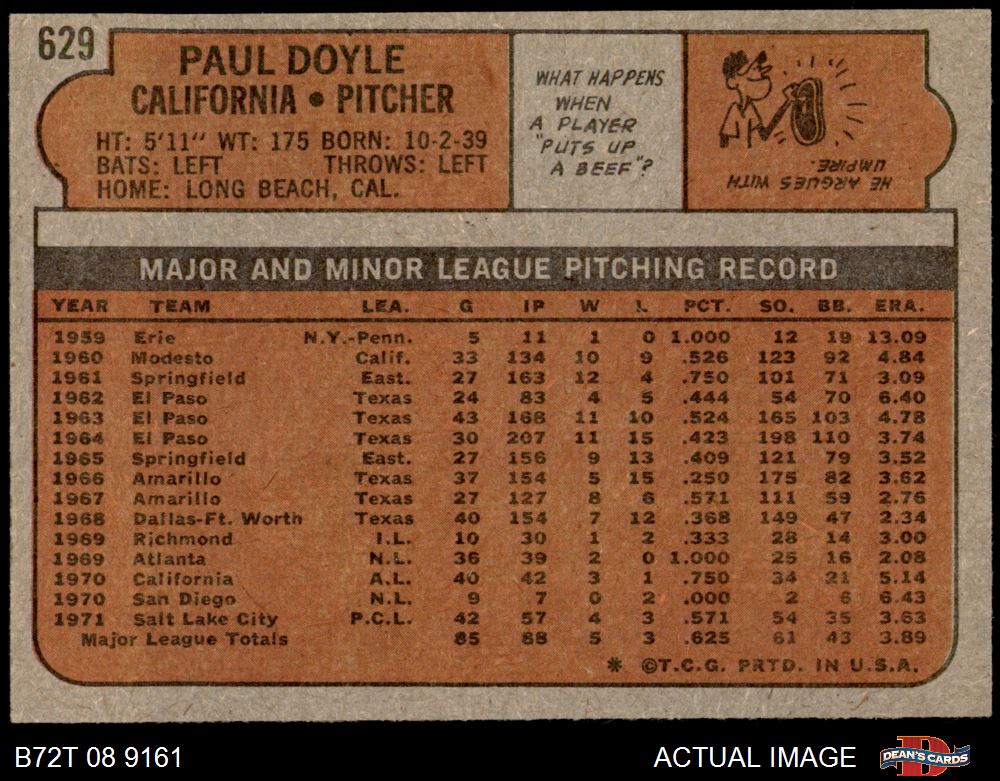 629
PAUL DOYLE
CALIFORNIA • PITCHER
HT: 5'11" WT: 175 BORN: 10-2-39
BATS: LEFT THROWS: LEFT
HOME: LONG BEACH, CAL.
WHAT HAPPENS
WHEN
A PLAYER
"PUTS UP
A BEEF"?
HE ARGUES WITH
UMPIRE.
MAJOR AND MINOR LEAGUE PITCHING RECORD
YEAR TEAM LEA. G IP W L PCT. SO. BB. ERA.
1959 Erie N.Y.-Penn. 5 11 1 0 1.000 12 19 13.09
1960 Modesto Calif. 33 134 10 9 .526 123 92 4.84
1961 Springfield East. 27 163 12 4 .750 101 71 3.09
1962 El Paso Texas 24 83 4 5 .444 54 70 6.40
1963 El Paso Texas 43 168 11 10 .524 165 103 4.78
1964 El Paso Texas 30 207 11 15 .423 198 110 3.74
1965 Springfield East. 27 156 9 13 .409 121 79 3.52
1966 Amarillo Texas 37 154 5 15 .250 175 82 3.62
1967 Amarillo Texas 27 127 8 6 .571 111 59 2.76
1968 Dallas-Ft. Worth Texas 40 154 7 12 .368 149 47 2.34
1969 Richmond I.L. 10 30 1 2 .333 28 14 3.00
1969 Atlanta N.L. 36 39 2 0 1.000 25 16 2.08
1970 California A.L. 40 42 3 1 .750 34 21 5.14
1970 San Diego N.L. 9 7 0 2 .000 2 6 6.43
1971 Salt Lake City P.C.L. 42 57 4 3 .571 54 35 3.63
Major League Totals 85 88 5 3 .625 61 43 3.89
* ©T.C.G. PRTD. IN U.S.A.
B72T 08 9161
ACTUAL IMAGE
DEAN'S CARDS